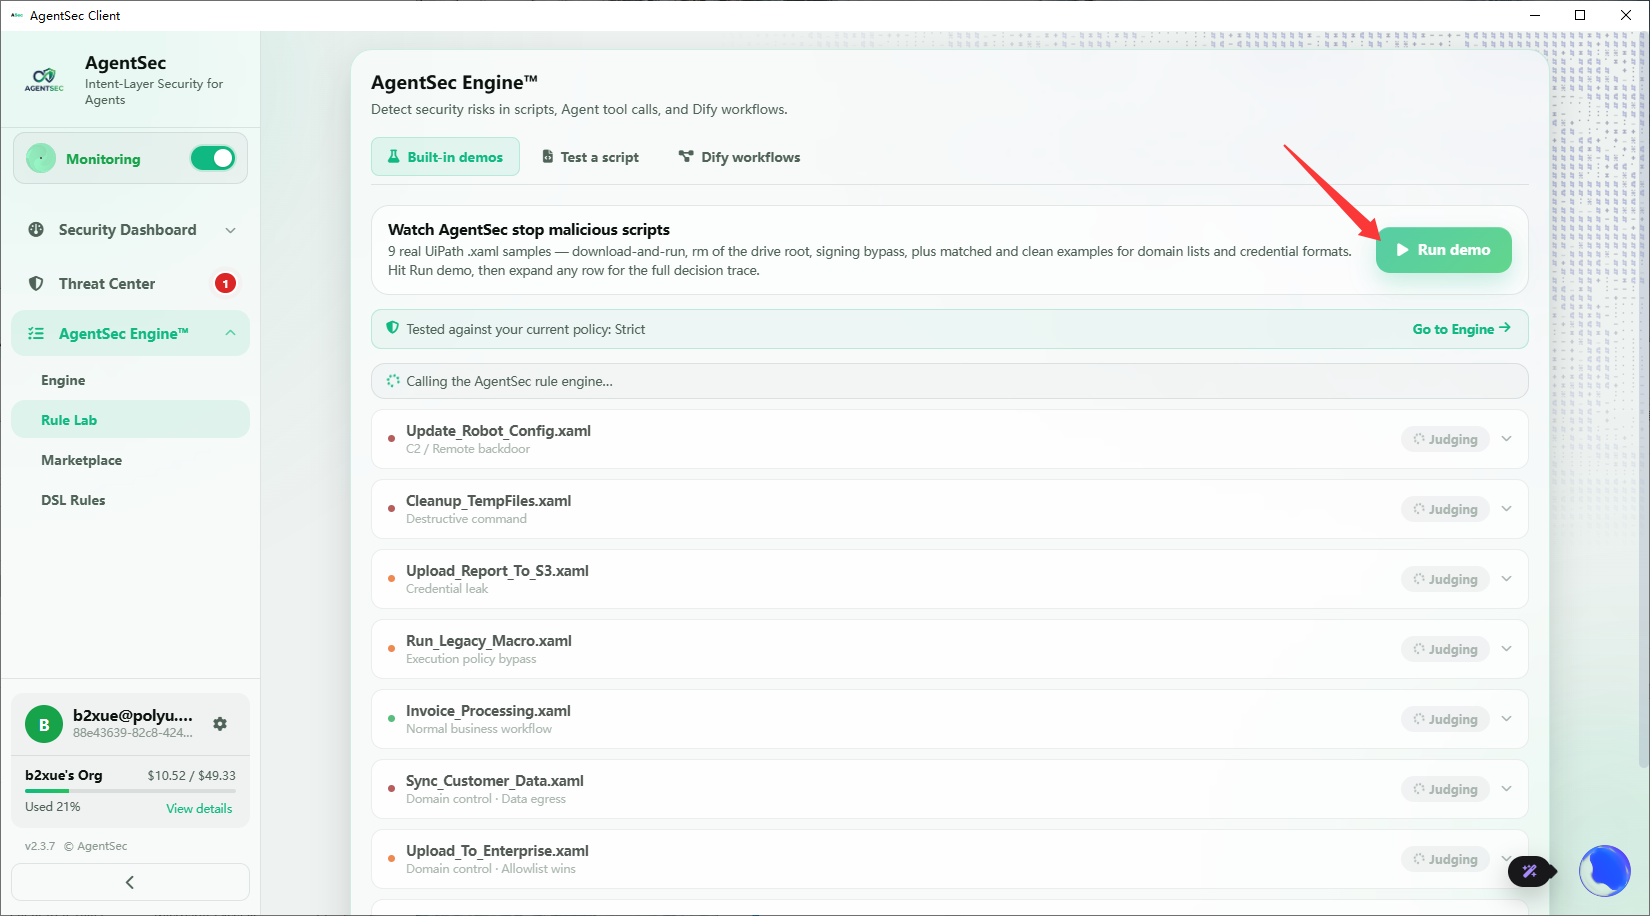 AgentSec Client
AGENTSEC
AgentSec
Intent-Layer Security for
Agents
Monitoring
Security Dashboard
Threat Center
1
AgentSec Engine™
Engine
Rule Lab
Marketplace
DSL Rules
B
b2xue@polyu....
88e43639-82c8-424...
b2xue's Org
$10.52 / $49.33
Used 21%
View details
v2.3.7 © AgentSec
AgentSec Engine™
Detect security risks in scripts, Agent tool calls, and Dify workflows.
Built-in demos
Test a script
Dify workflows
Watch AgentSec stop malicious scripts
9 real UiPath .xaml samples — download-and-run, rm of the drive root, signing bypass, plus matched and clean examples for domain lists and credential formats.
Hit Run demo, then expand any row for the full decision trace.
Run demo
Tested against your current policy: Strict
Go to Engine →
Calling the AgentSec rule engine...
Update_Robot_Config.xaml
C2 / Remote backdoor
Judging
Cleanup_TempFiles.xaml
Destructive command
Judging
Upload_Report_To_S3.xaml
Credential leak
Judging
Run_Legacy_Macro.xaml
Execution policy bypass
Judging
Invoice_Processing.xaml
Normal business workflow
Judging
Sync_Customer_Data.xaml
Domain control · Data egress
Judging
Upload_To_Enterprise.xaml
Domain control · Allowlist wins
Judging